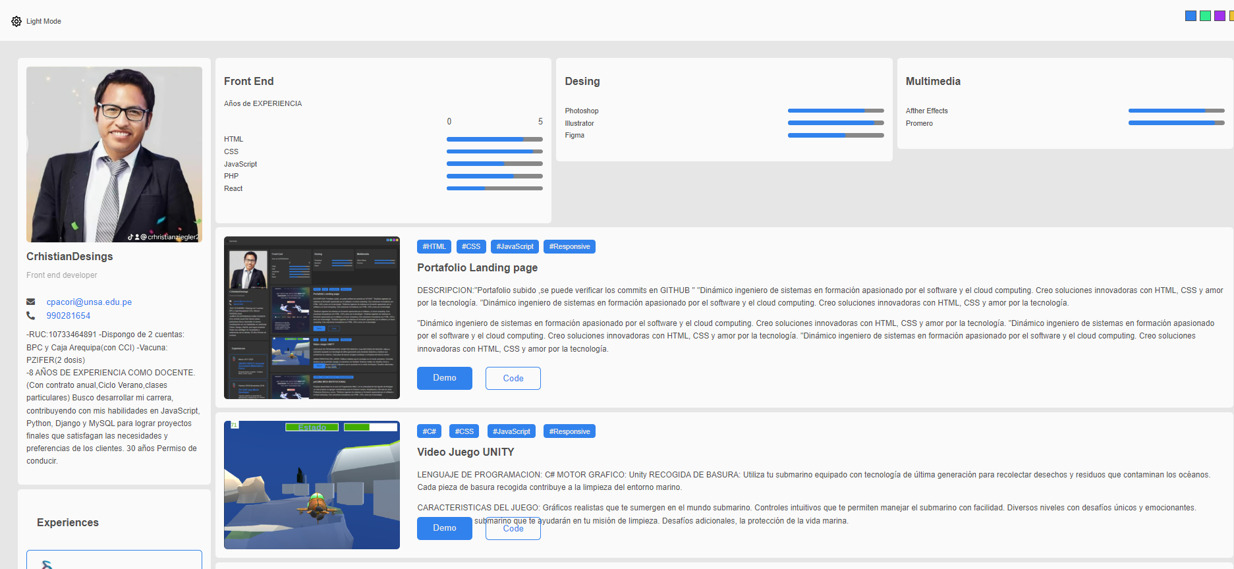 Light Mode
@crhristianziegler2
CrhistianDesings
Front end developer
cpacori@unsa.edu.pe
990281654
-RUC:10733464891 -Dispongo de 2 cuentas:
BPC y Caja Arequipa(con CCI) -Vacuna:
PZIFER(2 dosis)
-8 AÑOS DE EXPERIENCIA COMO DOCENTE.
(Con contrato anual,Ciclo Verano,clases
particulares) Busco desarrollar mi carrera,
contribuyendo con mis habilidades en JavaScript,
Python, Django y MySQL para lograr proyectos
finales que satisfagan las necesidades y
preferencias de los clientes. 30 años Permiso de
conducir.
Experiences
Front End
Años de EXPERIENCIA
0 5
HTML
CSS
JavaScript
PHP
React
Desing
Photoshop
Illustrator
Figma
Multimedia
Afther Effects
Promero
#HTML #CSS #JavaScript #Responsive
Portafolio Landing page
DESCRIPCION:"Portafolio subido ,se puede verificar los commits en GITHUB " "Dinámico ingeniero de sistemas en formación apasionado por el software y el cloud computing. Creo soluciones innovadoras con HTML, CSS y amor
por la tecnología. "Dinámico ingeniero de sistemas en formación apasionado por el software y el cloud computing. Creo soluciones innovadoras con HTML, CSS y amor por la tecnología.
"Dinámico ingeniero de sistemas en formación apasionado por el software y el cloud computing. Creo soluciones innovadoras con HTML, CSS y amor por la tecnología. "Dinámico ingeniero de sistemas en formación apasionado
por el software y el cloud computing. Creo soluciones innovadoras con HTML, CSS y amor por la tecnología. "Dinámico ingeniero de sistemas en formación apasionado por el software y el cloud computing. Creo soluciones
innovadoras con HTML, CSS y amor por la tecnología.
Demo Code
71 Estado
#C# #CSS #JavaScript #Responsive
Video Juego UNITY
LENGUAJE DE PROGRAMACION: C# MOTOR GRAFICO: Unity RECOGIDA DE BASURA: Utiliza tu submarino equipado con tecnología de última generación para recolectar desechos y residuos que contaminan los océanos.
Cada pieza de basura recogida contribuye a la limpieza del entorno marino.
CARACTERISTICAS DEL JUEGO: Gráficos realistas que te sumergen en el mundo submarino. Controles intuitivos que te permiten manejar el submarino con facilidad. Diversos niveles con desafíos únicos y emocionantes.
submarino que te ayudarán en tu misión de limpieza. Desafíos adicionales, la protección de la vida marina.
Demo Code